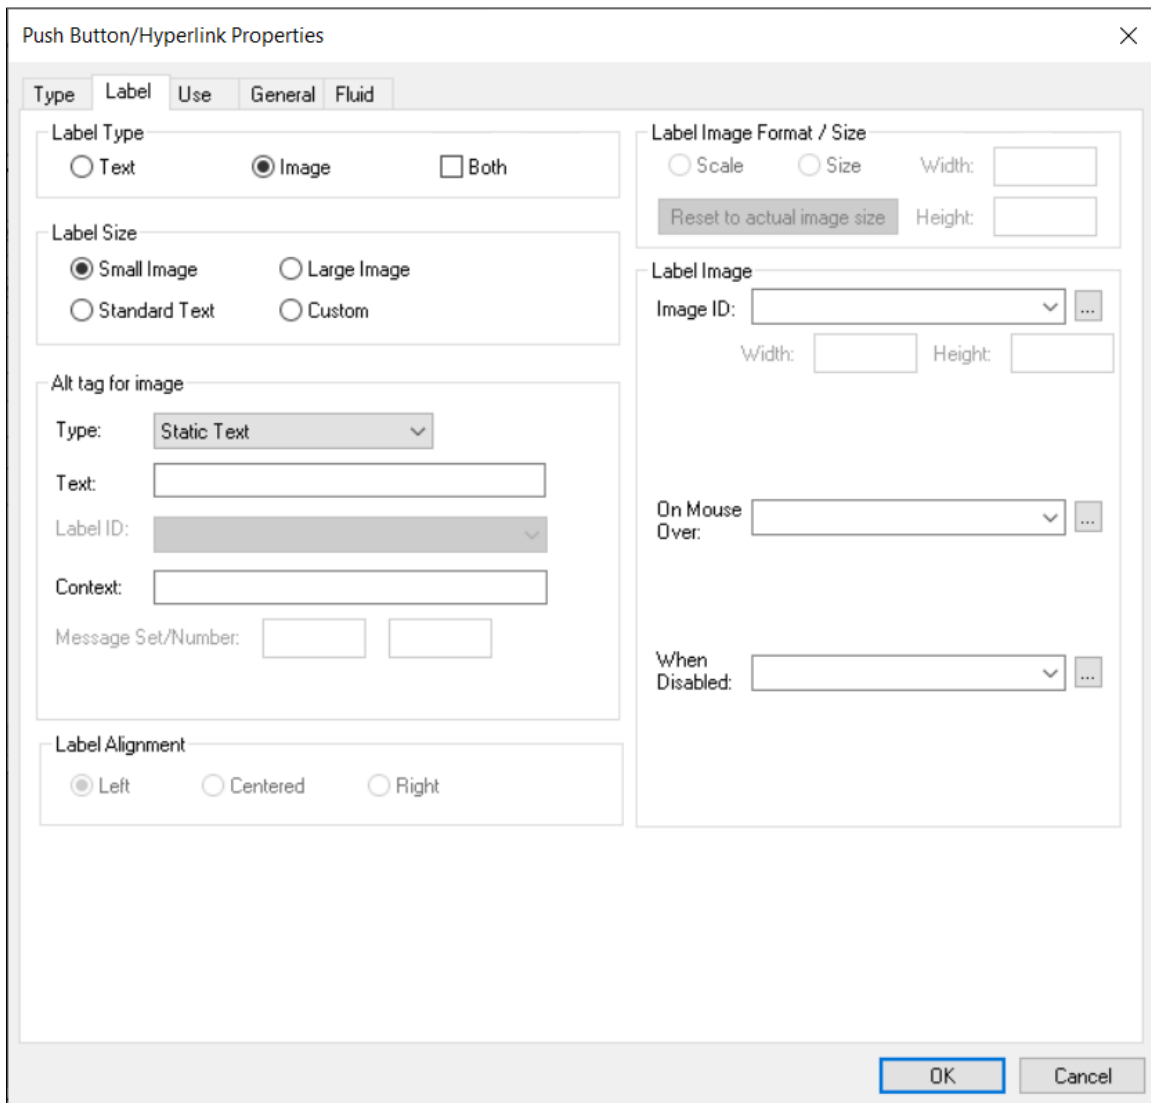 Push Button/Hyperlink Properties
Type Label Use General Fluid
Label Type
Text Image Both
Label Size
Small Image Large Image
Standard Text Custom
Alt tag for image
Type: Static Text
Text:
Label ID:
Context:
Message Set/Number:
Label Alignment
Left Centered Right
Label Image Format / Size
Scale Size Width:
Reset to actual image size Height:
Label Image
Image ID: ...
Width: Height:
On Mouse
Over: ...
When
Disabled: ...
OK Cancel